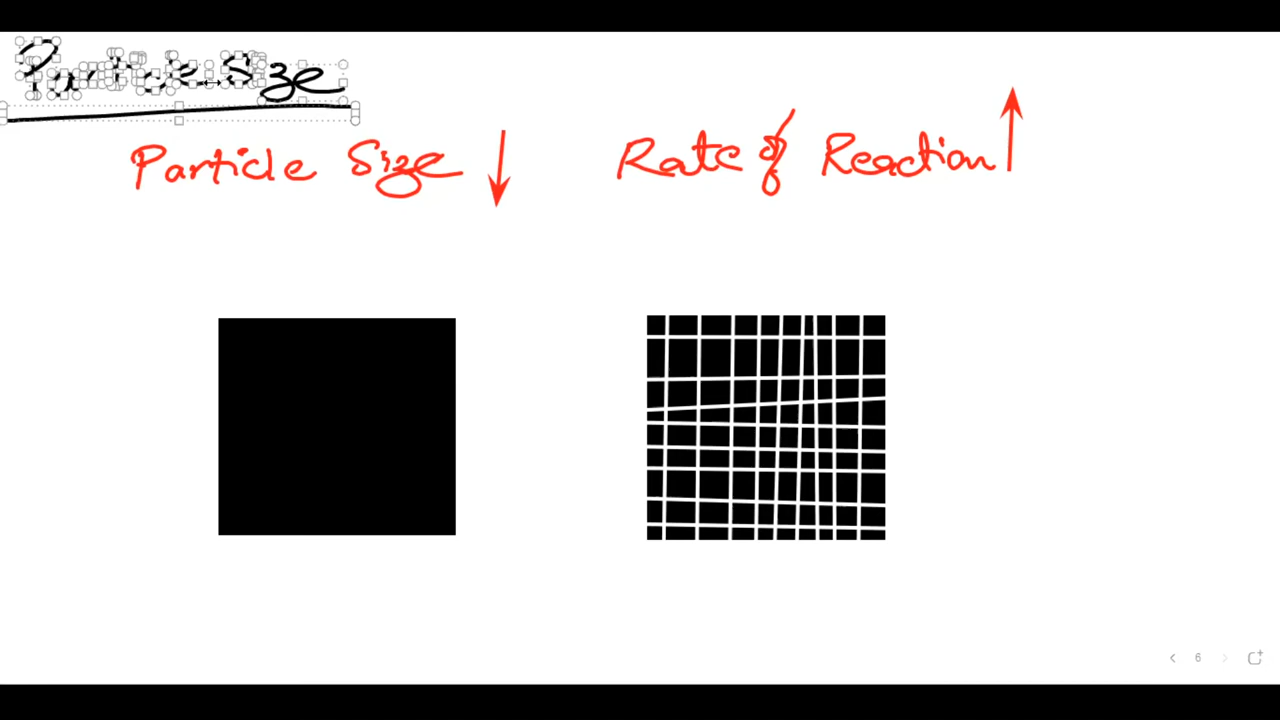 Particle Size
Particle Size ↓ Rate of Reaction ↑
6